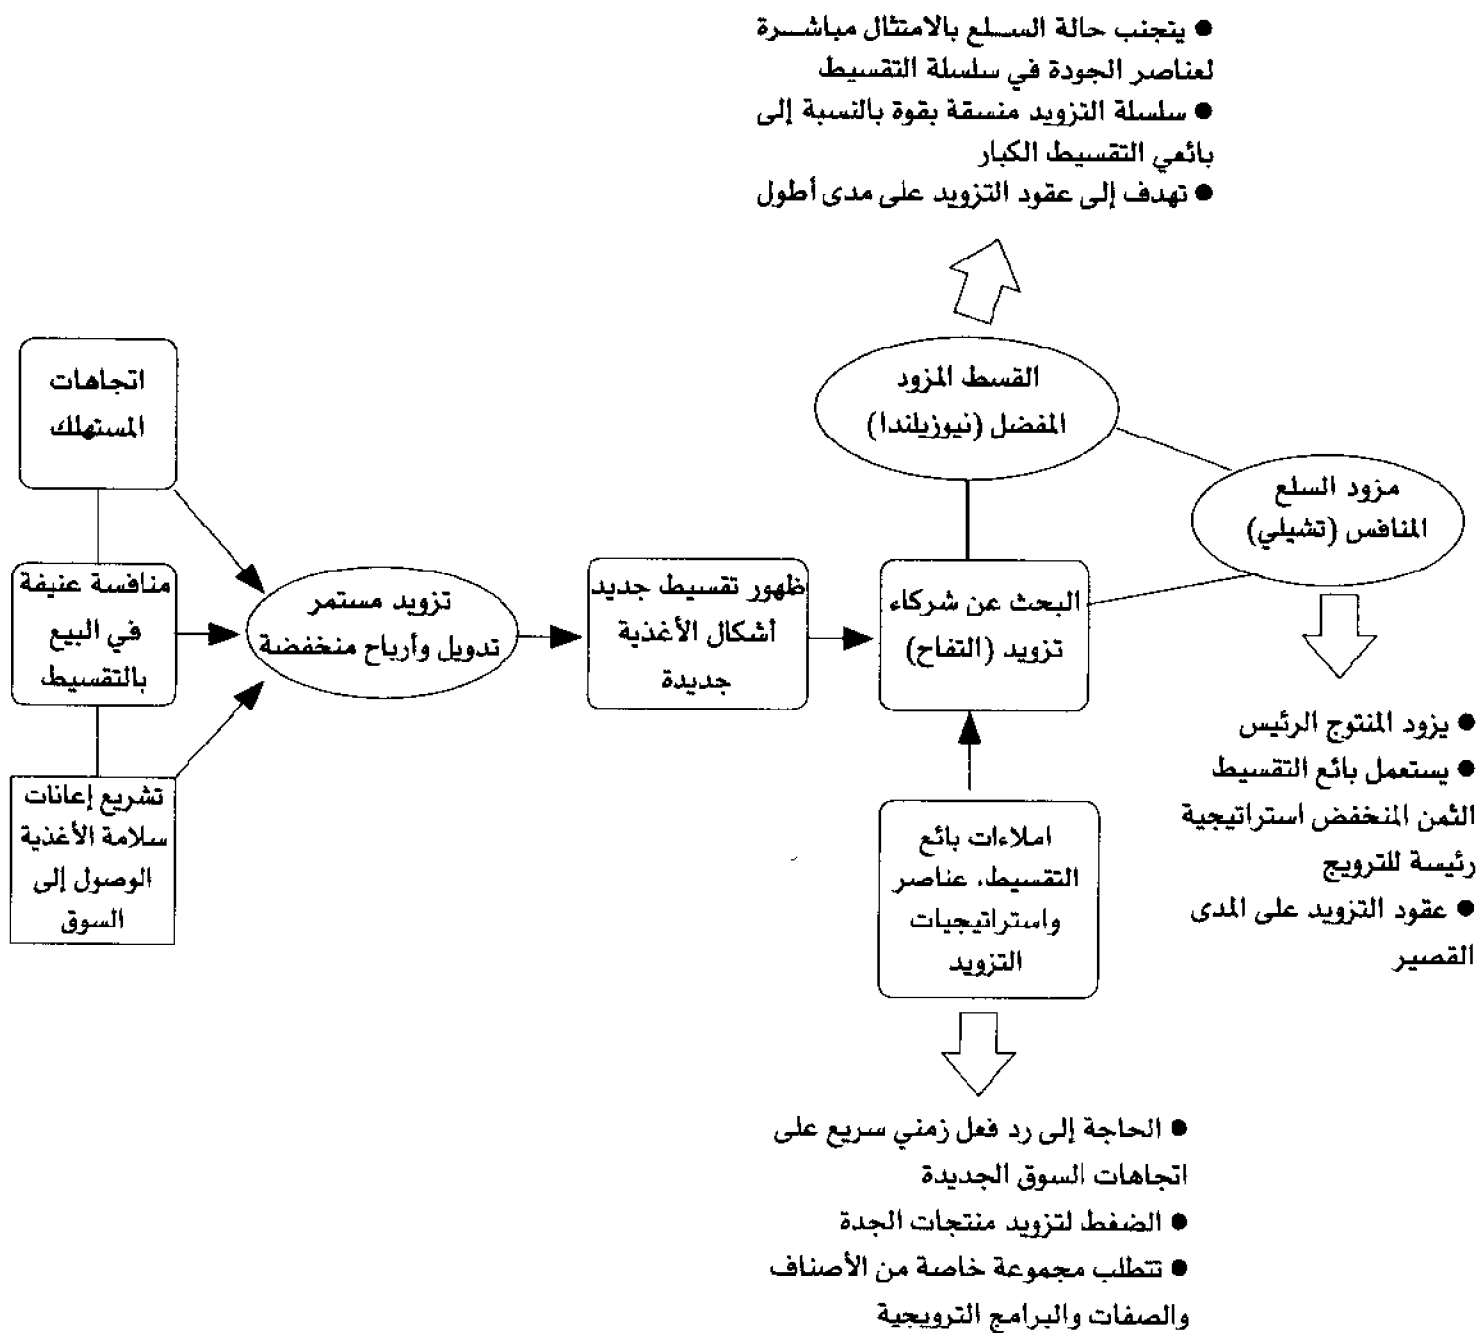 ● يتجنب حالة السلع بالامتثال مباشرة
لعناصر الجودة في سلسلة التقسيط
● سلسلة التزويد منسقة بقوة بالنسبة إلى
بائعي التقسيط الكبار
● تهدف إلى عقود التزويد على مدى أطول
القسط المزود
المفضل (نيوزيلندا)
مزود السلع
المنافس (تشيلي)
اتجاهات
المستهلك
منافسة عنيفة
في البيع
بالتقسيط
تشريع إعانات
سلامة الأغذية
الوصول إلى
السوق
تزويد مستمر
تدويل وأرباح منخفضة
ظهور تقسيط جديد
أشكال الأغذية
جديدة
البحث عن شركاء
تزويد (التفاح)
املاءات بائع
التقسيط، عناصر
واستراتيجيات
التزويد
● يزود المنتوج الرئيس
● يستعمل بائع التقسيط
الثمن المنخفض استراتيجية
رئيسة للترويج
● عقود التزويد على المدى
القصير
● الحاجة إلى رد فعل زمني سريع على
اتجاهات السوق الجديدة
● الضغط لتزويد منتجات الجدة
● تتطلب مجموعة خاصة من الأصناف
والصفات والبرامج الترويجية